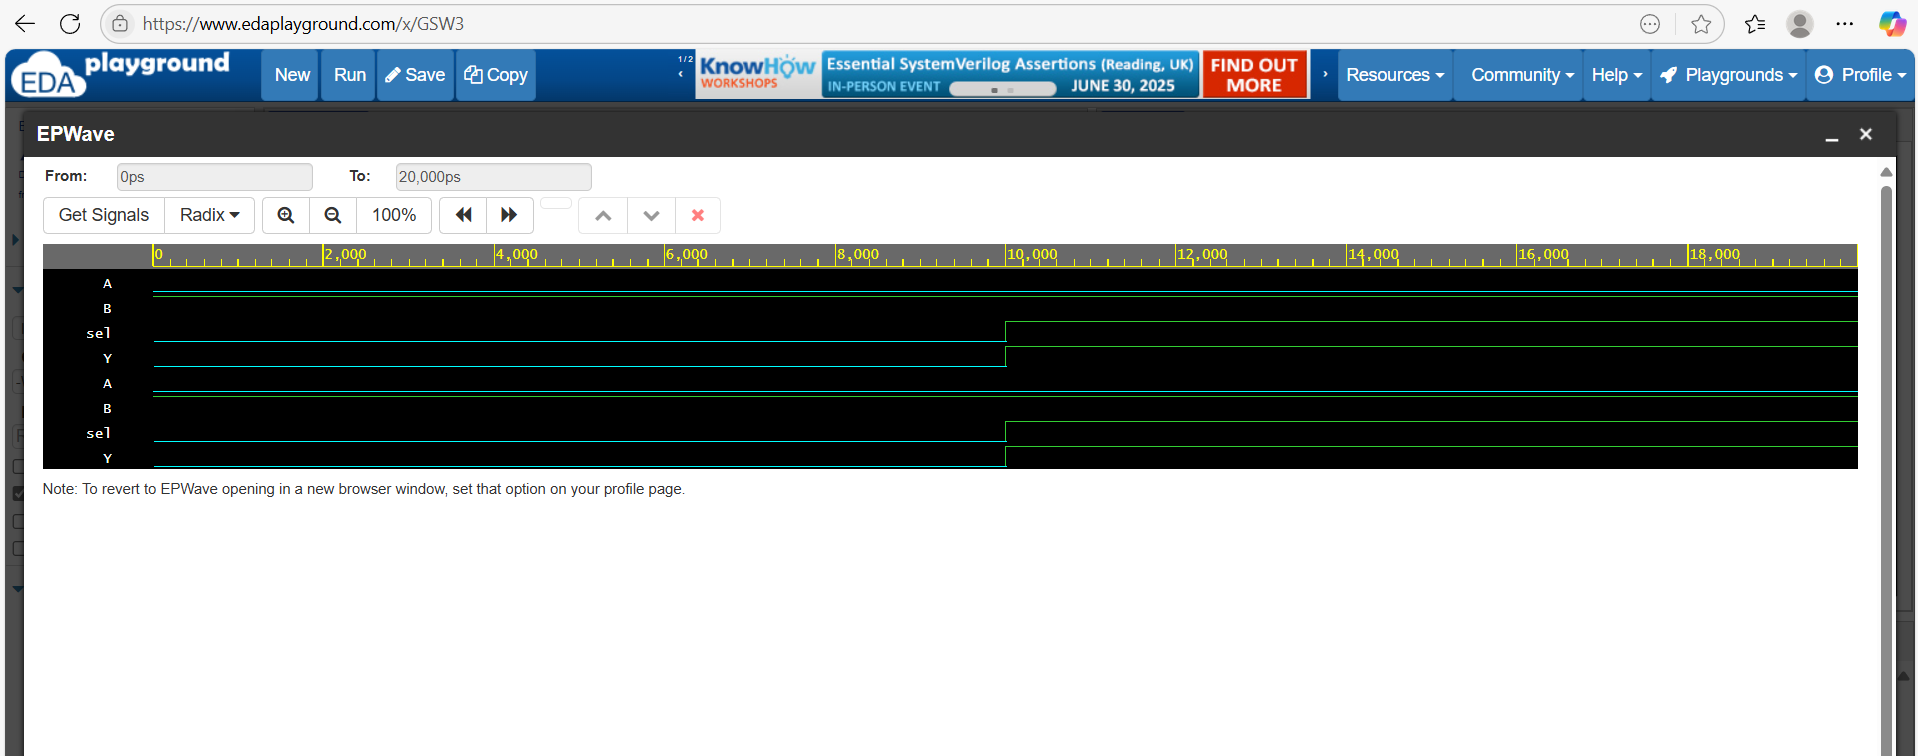 https://www.edaplayground.com/x/GSW3
EDA playground
New
Run
Save
Copy
1/2
KnowHow
WORKSHOPS
Essential SystemVerilog Assertions (Reading, UK)
IN-PERSON EVENT
JUNE 30, 2025
FIND OUT
MORE
Resources
Community
Help
Playgrounds
Profile
EPWave
From:
0ps
To:
20,000ps
Get Signals
Radix
100%
0 2,000 4,000 6,000 8,000 10,000 12,000 14,000 16,000 18,000
A
B
sel
Y
A
B
sel
Y
Note: To revert to EPWave opening in a new browser window, set that option on your profile page.